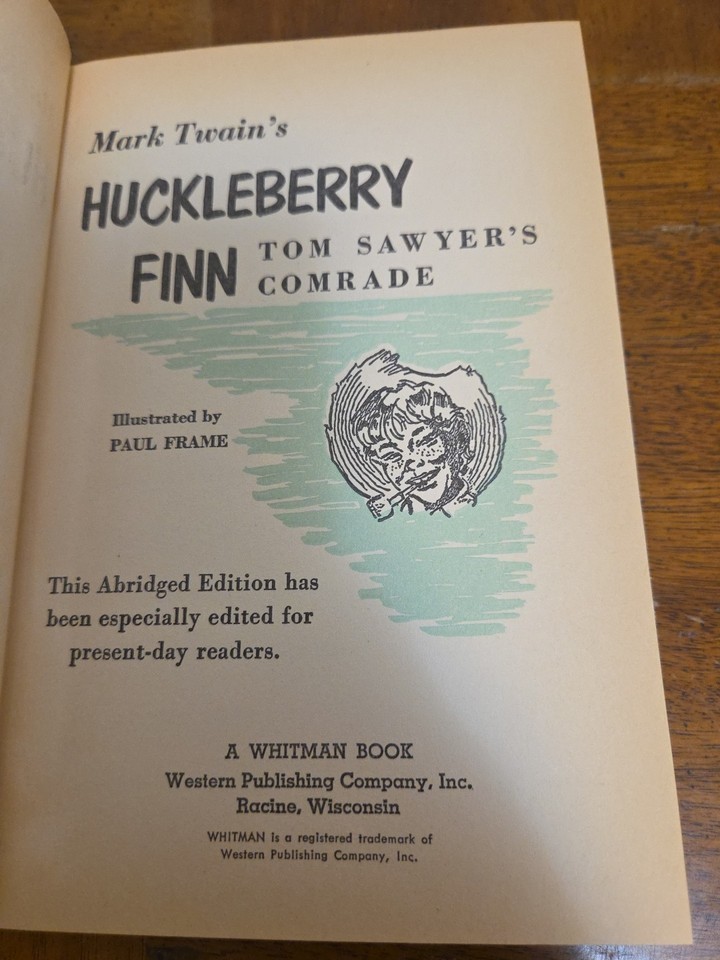 Mark Twain's
HUCKLEBERRY
FINN TOM SAWYER'S
COMRADE
Illustrated by
PAUL FRAME
This Abridged Edition has
been especially edited for
present-day readers.
A WHITMAN BOOK
Western Publishing Company, Inc.
Racine, Wisconsin
WHITMAN is a registered trademark of
Western Publishing Company, Inc.